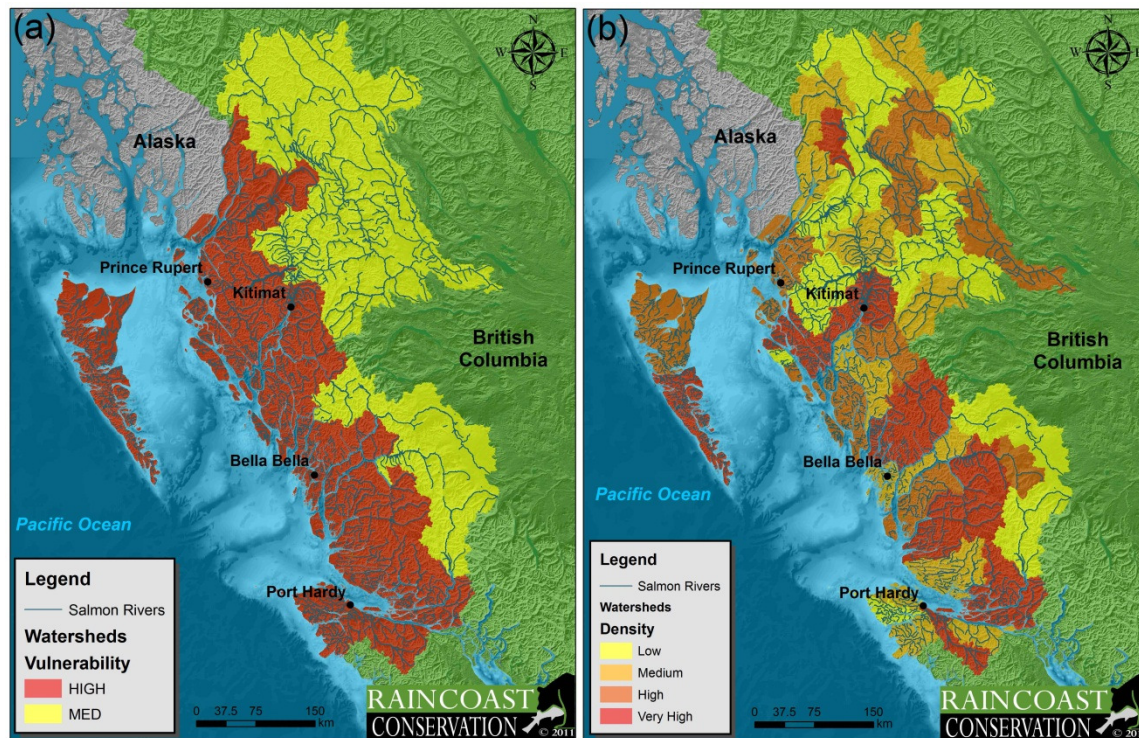 (a)
N
W
E
S
Alaska
Prince Rupert
Kitimat
British
Columbia
Bella Bella
Pacific Ocean
Port Hardy
Legend
Salmon Rivers
Watersheds
Vulnerability
HIGH
MED
0 37.5 75 150
km
RAINCOAST
CONSERVATION
© 2011
(b)
N
W
S
Alaska
Prince Rupert
Kitimat
British
Columbia
Bella Bella
Pacific Ocean
Port Hardy
Legend
Salmon Rivers
Watersheds
Density
Low
Medium
High
Very High
0 37.5 75 150
km
RAINCOAST
CONSERVATION